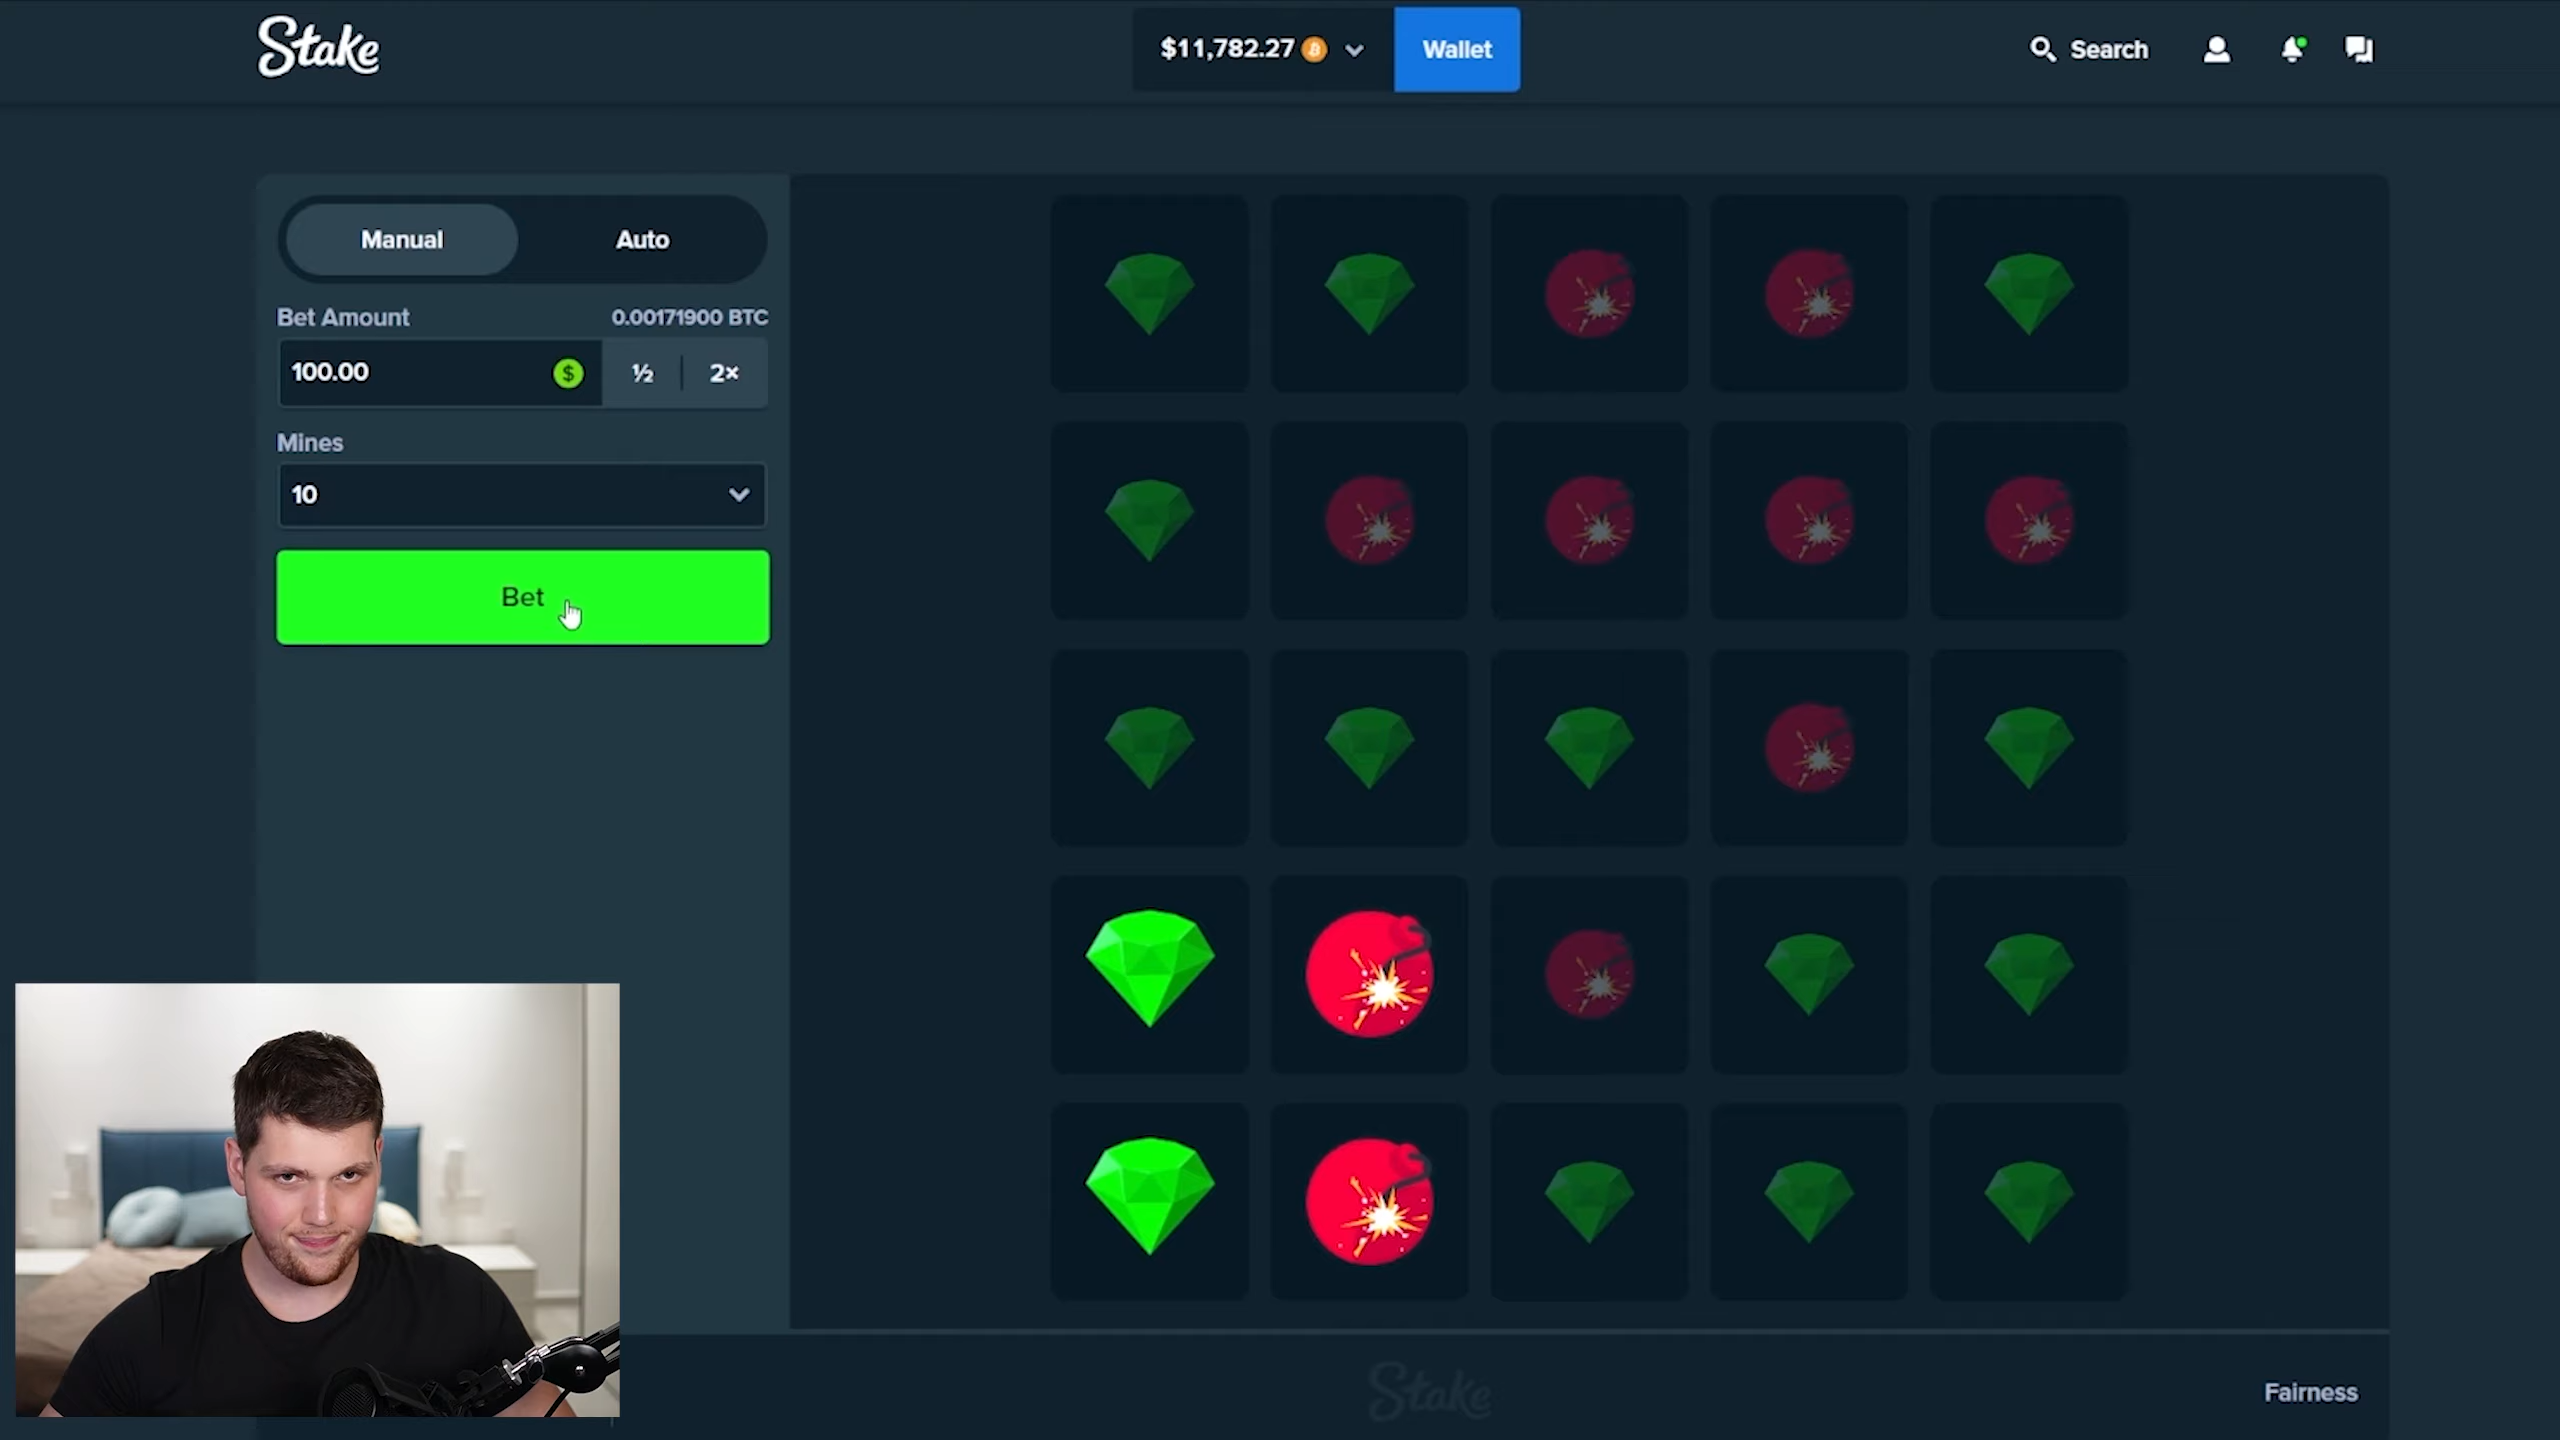 Stake
$11,782.27
Wallet
Search
Manual
Auto
Bet Amount
0.00171900 BTC
100.00
$
½
2×
Mines
10
Bet
Stake
Fairness